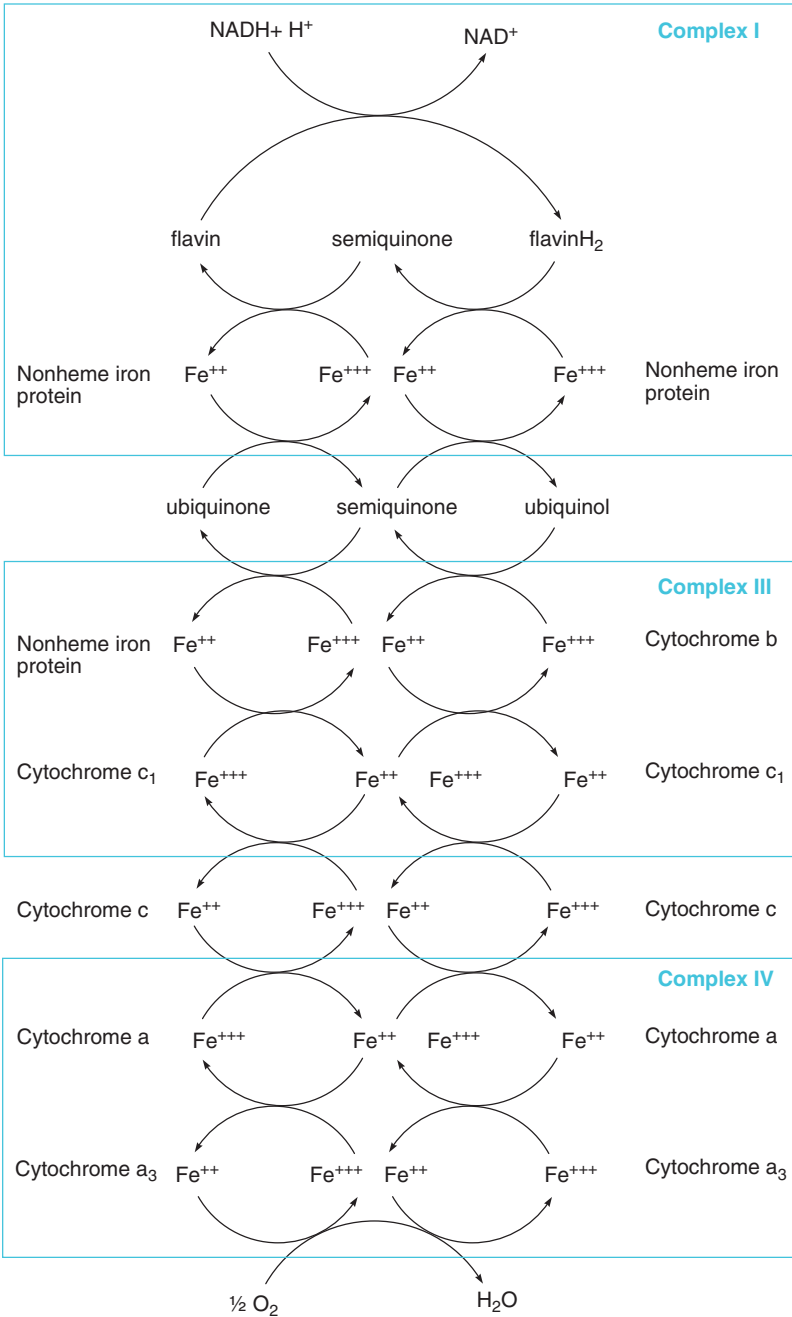 NADH+ H⁺ NAD⁺ Complex I
flavin semiquinone flavinH₂
Nonheme iron
protein
Fe⁺⁺ Fe⁺⁺⁺ Fe⁺⁺ Fe⁺⁺⁺
Nonheme iron
protein
ubiquinone semiquinone ubiquinol
Complex III
Nonheme iron
protein
Fe⁺⁺ Fe⁺⁺⁺ Fe⁺⁺ Fe⁺⁺⁺ Cytochrome b
Cytochrome c₁ Fe⁺⁺⁺ Fe⁺⁺ Fe⁺⁺⁺ Fe⁺⁺ Cytochrome c₁
Cytochrome c Fe⁺⁺ Fe⁺⁺⁺ Fe⁺⁺ Fe⁺⁺⁺ Cytochrome c
Complex IV
Cytochrome a Fe⁺⁺⁺ Fe⁺⁺ Fe⁺⁺⁺ Fe⁺⁺ Cytochrome a
Cytochrome a₃ Fe⁺⁺ Fe⁺⁺⁺ Fe⁺⁺ Fe⁺⁺⁺ Cytochrome a₃
½ O₂ H₂O